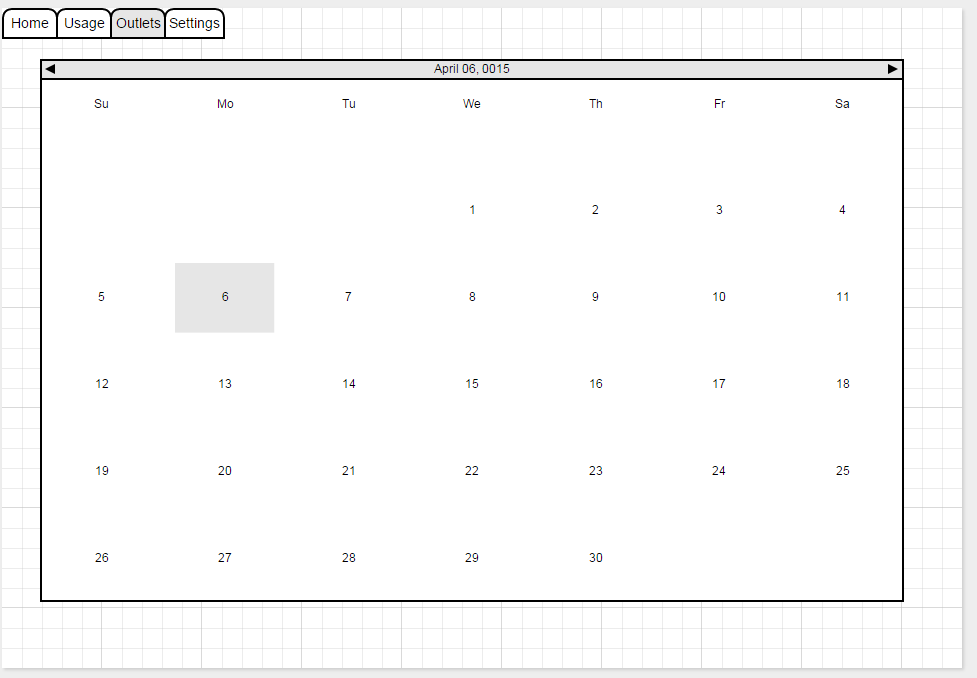 Home Usage Outlets Settings
April 06, 0015
Su Mo Tu We Th Fr Sa
1 2 3 4
5 6 7 8 9 10 11
12 13 14 15 16 17 18
19 20 21 22 23 24 25
26 27 28 29 30